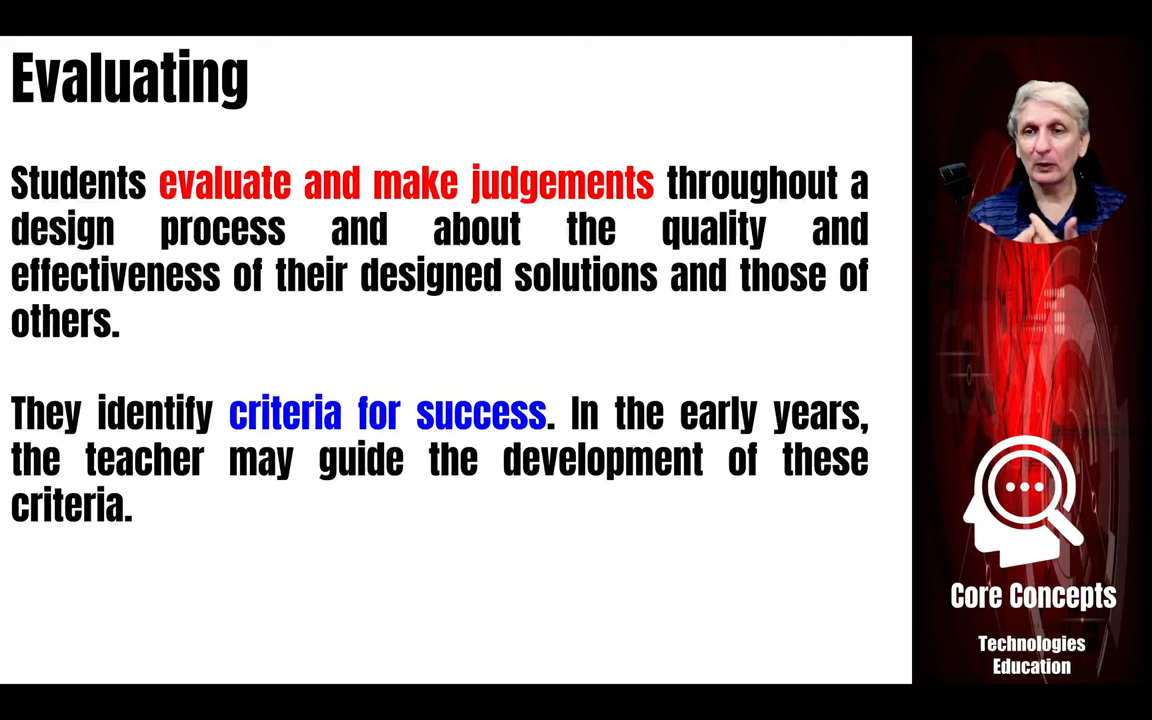 Evaluating
Students evaluate and make judgements throughout a
design process and about the quality and
effectiveness of their designed solutions and those of
others.
They identify criteria for success. In the early years,
the teacher may guide the development of these
criteria.
Core Concepts
Technologies
Education